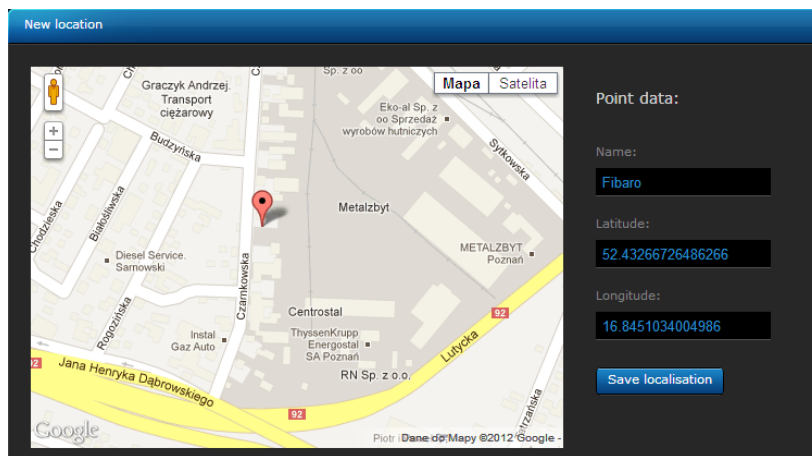 New location
Sp. z oo
Mapa
Satelita
Graczyk Andrzej.
Transport
ciężarowy
Eko-al Sp. z
oo Sprzedaż
wyrobów hutniczych
Budzyńska
Sytkowska
Chodzieska
Białośliwska
Metalzbyt
Diesel Service.
Sarnowski
METALZBYT
Poznań
Czarnkowska
Rogozińska
Centrostal
92
Instal
Gaz Auto
ThyssenKrupp
Energostal
SA Poznań
Lutycka
92
Jana Henryka Dąbrowskiego
RN Sp. z o.o.
92
Google
Piotr
Dane do Mapy ©2012 Google -
Point data:
Name:
Fibaro
Latitude:
52.43266726486266
Longitude:
16.8451034004986
Save localisation